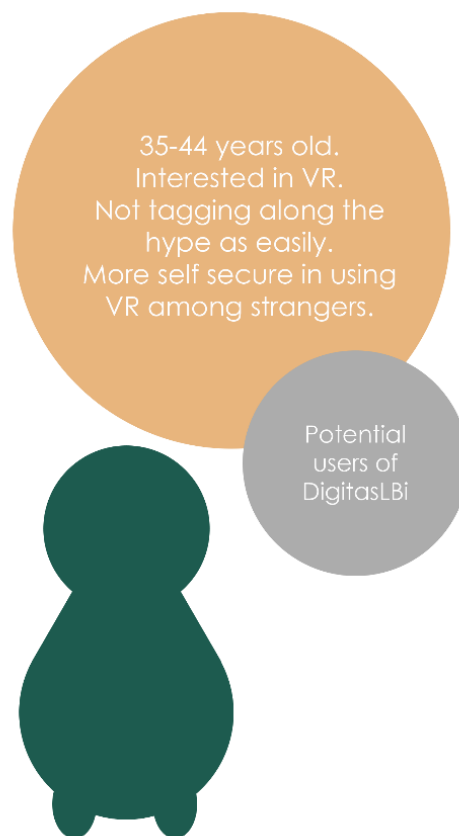 35-44 years old.
Interested in VR.
Not tagging along the
hype as easily.
More self secure in using
VR among strangers.
Potential
users of
DigitasLBi